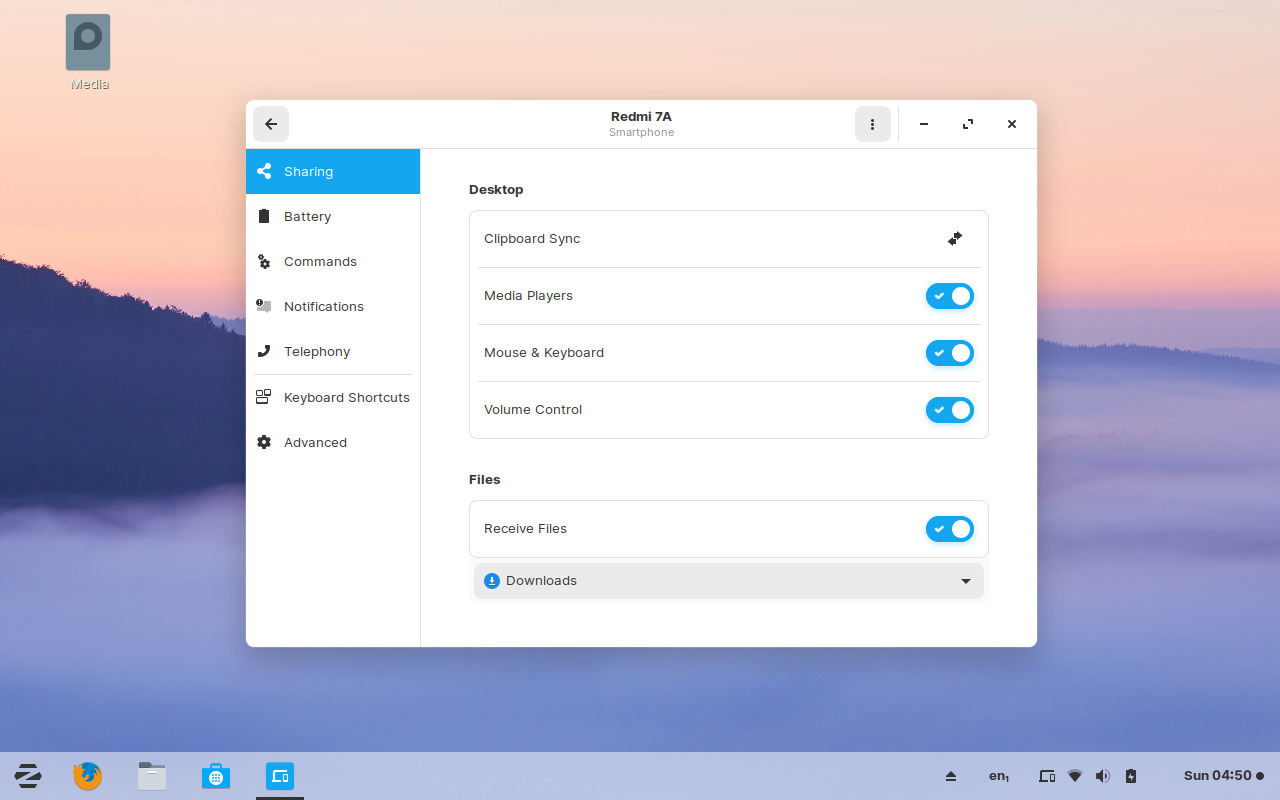 Media
Redmi 7A
Smartphone
Sharing
Battery
Commands
Notifications
Telephony
Keyboard Shortcuts
Advanced
Desktop
Clipboard Sync
Media Players
Mouse & Keyboard
Volume Control
Files
Receive Files
Downloads
en₁
Sun 04:50